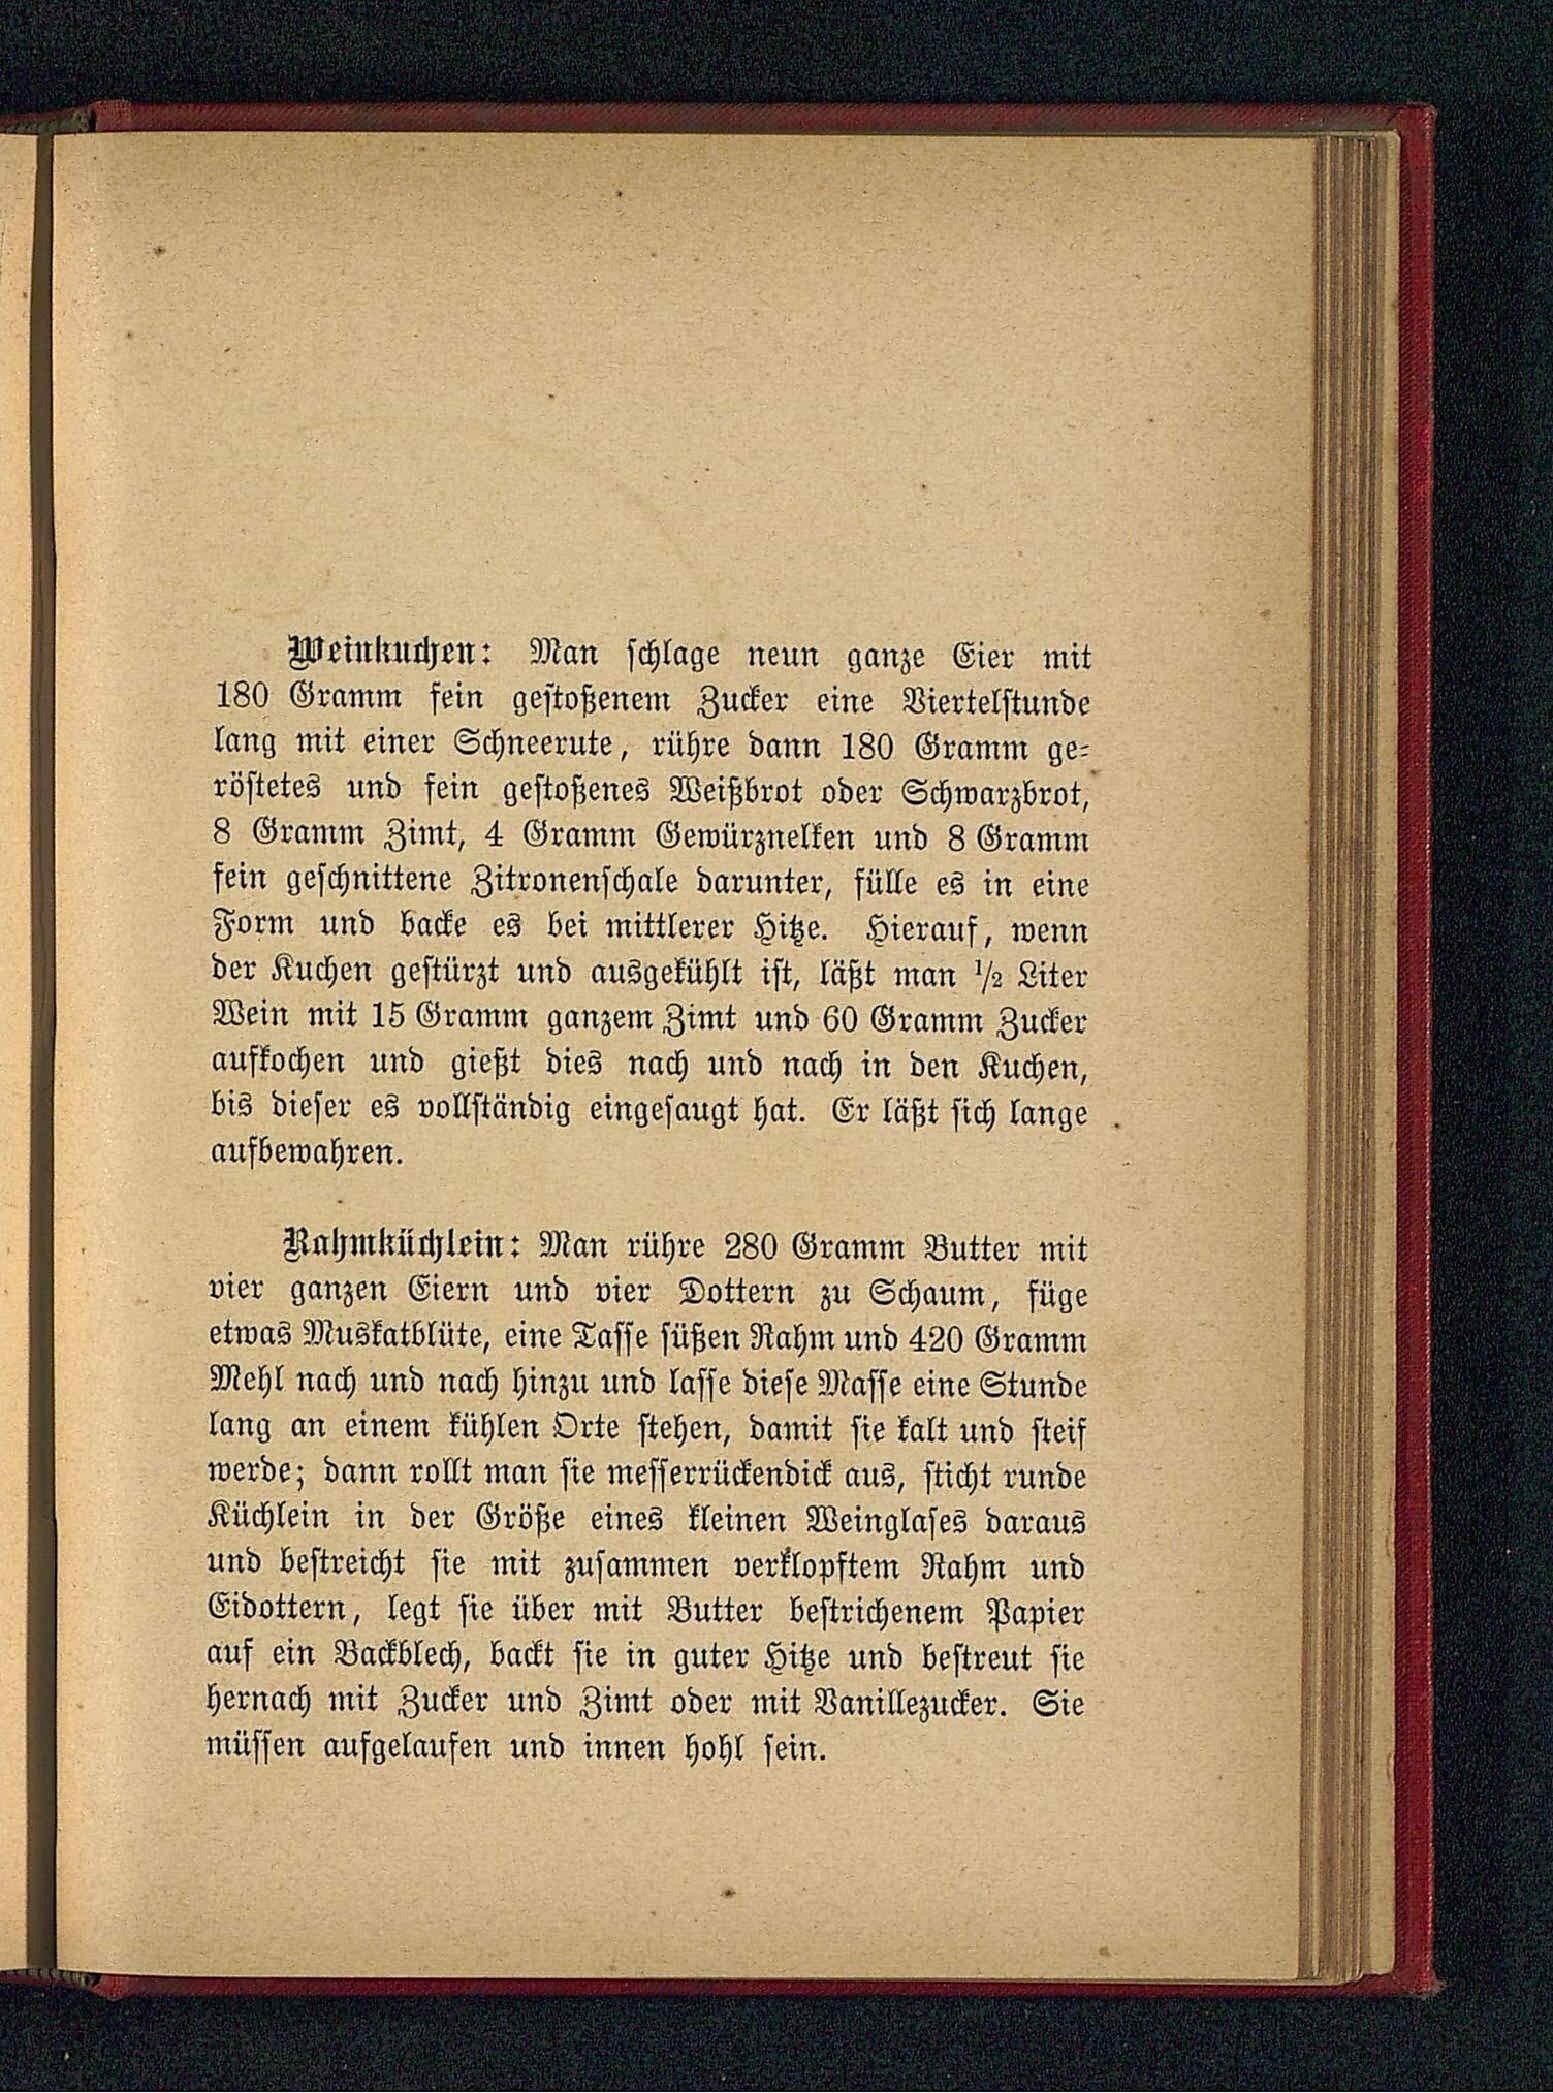 Weinkuchen: Man schlage neun ganze Eier mit
180 Gramm fein gestoßenem Zucker eine Viertelstunde
lang mit einer Schneerute, rühre dann 180 Gramm ge-
röstetes und fein gestoßenes Weißbrot oder Schwarzbrot,
8 Gramm Zimt, 4 Gramm Gewürznelken und 8 Gramm
fein geschnittene Zitronenschale darunter, fülle es in eine
Form und backe es bei mittlerer Hitze. Hierauf, wenn
der Kuchen gestürzt und ausgekühlt ist, läßt man 1/2 Liter
Wein mit 15 Gramm ganzem Zimt und 60 Gramm Zucker
aufkochen und gießt dies nach und nach in den Kuchen,
bis dieser es vollständig eingesaugt hat. Er läßt sich lange
aufbewahren.
Rahmküchlein: Man rühre 280 Gramm Butter mit
vier ganzen Eiern und vier Dottern zu Schaum, füge
etwas Muskatblüte, eine Tasse süßen Rahm und 420 Gramm
Mehl nach und nach hinzu und lasse diese Masse eine Stunde
lang an einem kühlen Orte stehen, damit sie kalt und steif
werde; dann rollt man sie messerrückendick aus, sticht runde
Küchlein in der Größe eines kleinen Weinglases daraus
und bestreicht sie mit zusammen verklopftem Rahm und
Eidottern, legt sie über mit Butter bestrichenem Papier
auf ein Backblech, backt sie in guter Hitze und bestreut sie
hernach mit Zucker und Zimt oder mit Vanillezucker. Sie
müssen aufgelaufen und innen hohl sein.